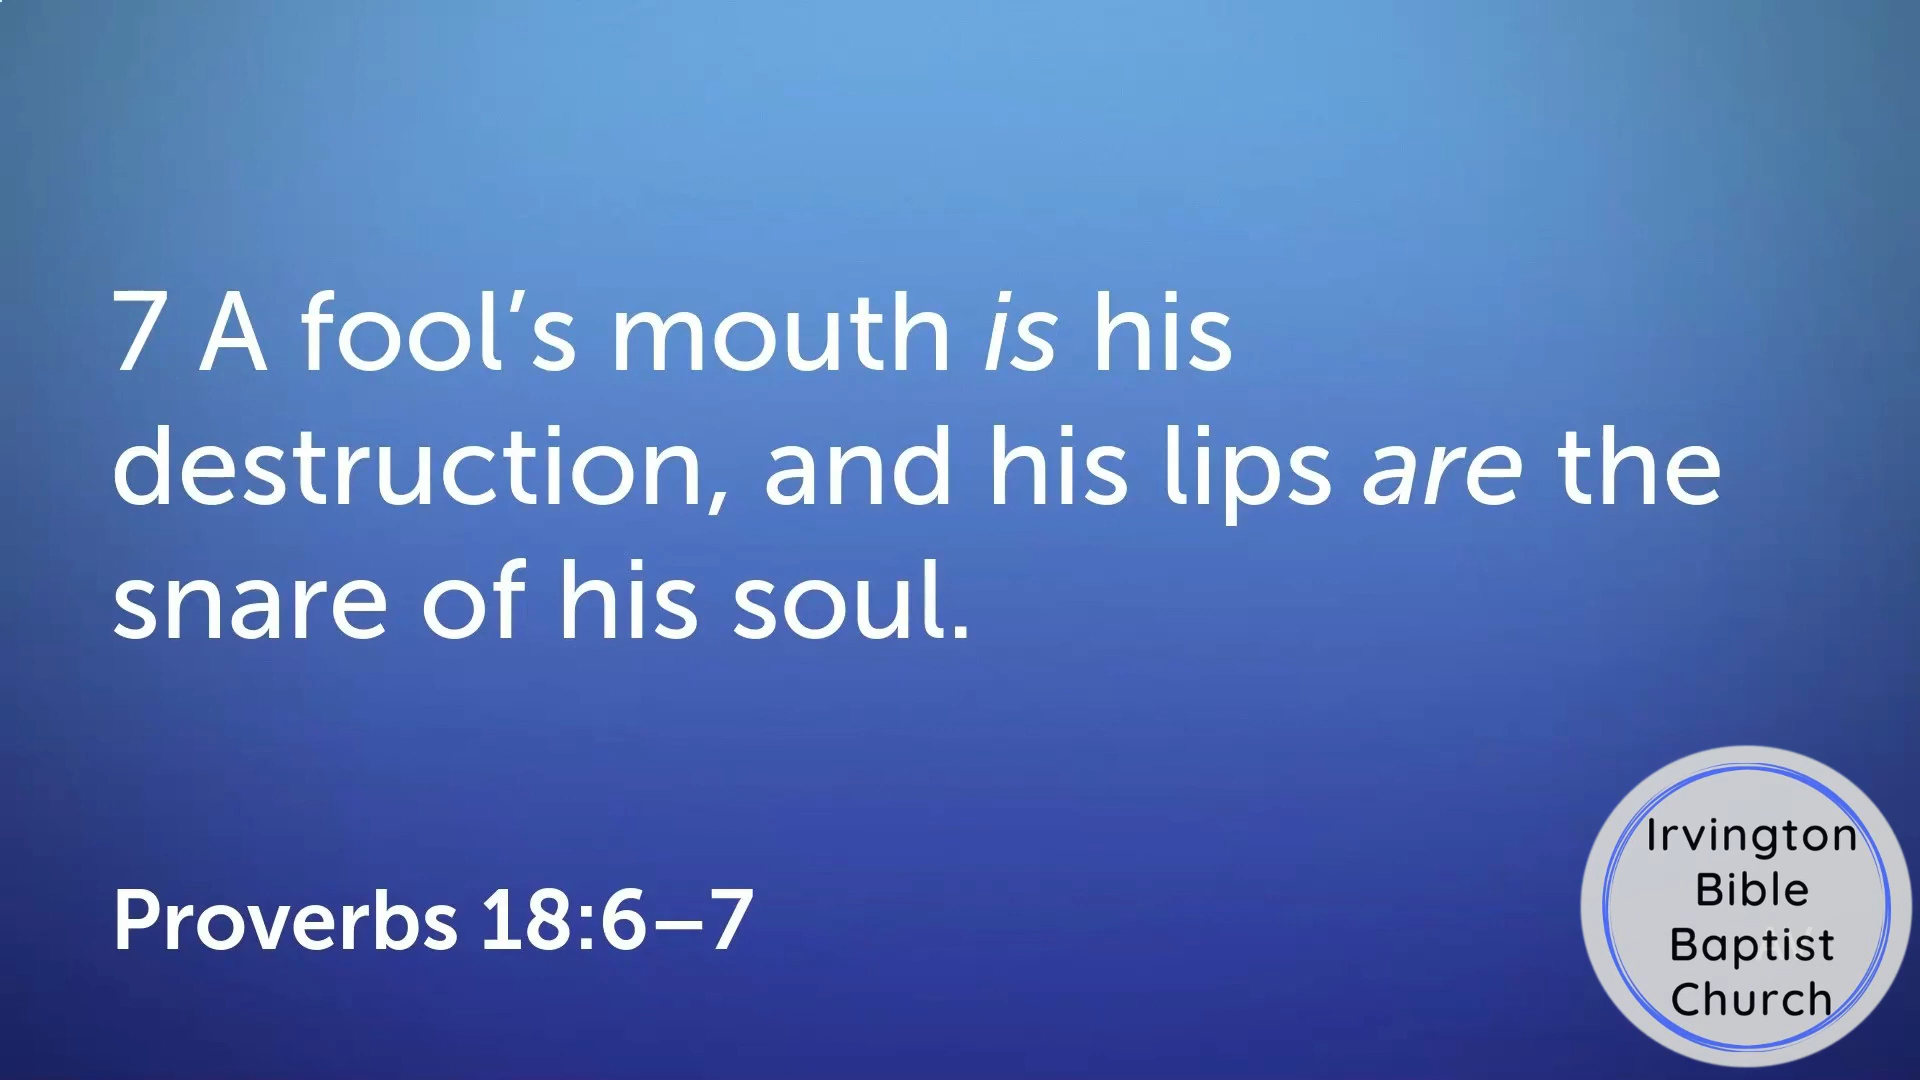 7 A fool’s mouth is his
destruction, and his lips are the
snare of his soul.
Proverbs 18:6–7
Irvington
Bible
Baptist
Church